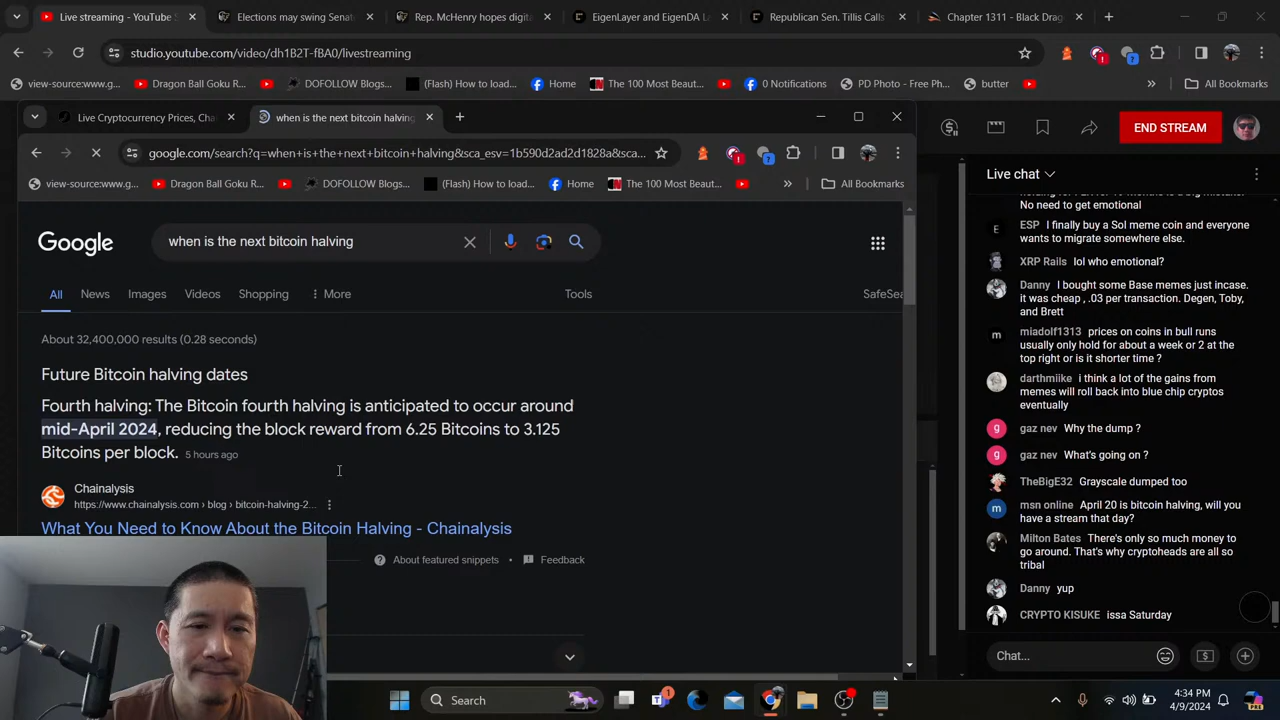 Live streaming - YouTube S
Elections may swing Senat
Rep. McHenry hopes digita
EigenLayer and EigenDA La
Republican Sen. Tillis Calls
Chapter 1311 - Black Drag
studio.youtube.com/video/dh1B2T-fBA0/livestreaming
view-source:www.g...
Dragon Ball Goku R...
DOFOLLOW Blogs...
(Flash) How to load...
Home
The 100 Most Beaut...
0 Notifications
PD Photo - Free Ph...
butter
All Bookmarks
Live Cryptocurrency Prices, Cha
when is the next bitcoin halving
google.com/search?q=when+is+the+next+bitcoin+halving&sca_esv=1b590d2ad2d1828a&sca...
view-source:www.g...
Dragon Ball Goku R...
DOFOLLOW Blogs...
(Flash) How to load...
Home
The 100 Most Beaut...
All Bookmarks
Google
when is the next bitcoin halving
All
News
Images
Videos
Shopping
More
Tools
SafeSea
About 32,400,000 results (0.28 seconds)
Future Bitcoin halving dates
Fourth halving: The Bitcoin fourth halving is anticipated to occur around
mid-April 2024, reducing the block reward from 6.25 Bitcoins to 3.125
Bitcoins per block. 5 hours ago
Chainalysis
https://www.chainalysis.com › blog › bitcoin-halving-2...
What You Need to Know About the Bitcoin Halving - Chainalysis
About featured snippets • Feedback
END STREAM
Live chat
No need to get emotional
ESP I finally buy a Sol meme coin and everyone
wants to migrate somewhere else.
XRP Rails lol who emotional?
Danny I bought some Base memes just incase.
it was cheap , .03 per transaction. Degen, Toby,
and Brett
miadolf1313 prices on coins in bull runs
usually only hold for about a week or 2 at the
top right or is it shorter time ?
darthmiike i think a lot of the gains from
memes will roll back into blue chip cryptos
eventually
gaz nev Why the dump ?
gaz nev What's going on ?
TheBigE32 Grayscale dumped too
msn online April 20 is bitcoin halving, will you
have a stream that day?
Milton Bates There's only so much money to
go around. That's why cryptoheads are all so
tribal
Danny yup
CRYPTO KISUKE issa Saturday
Chat...
Search
4:34 PM
4/9/2024